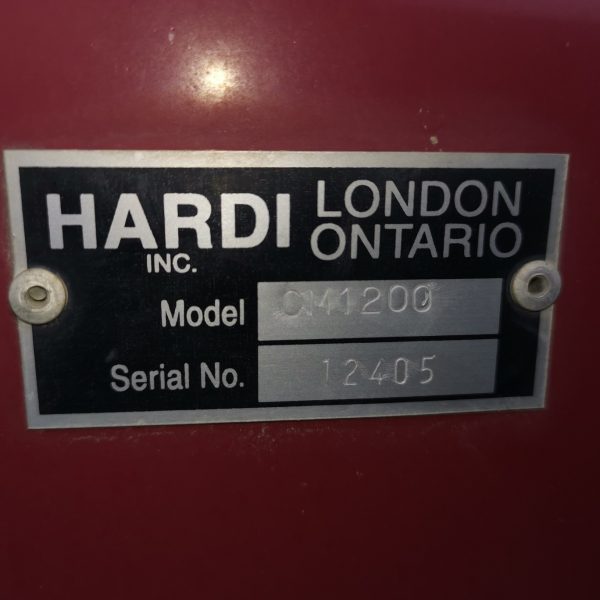 HARDI LONDON
INC. ONTARIO
Model CM1200
Serial No. 12405